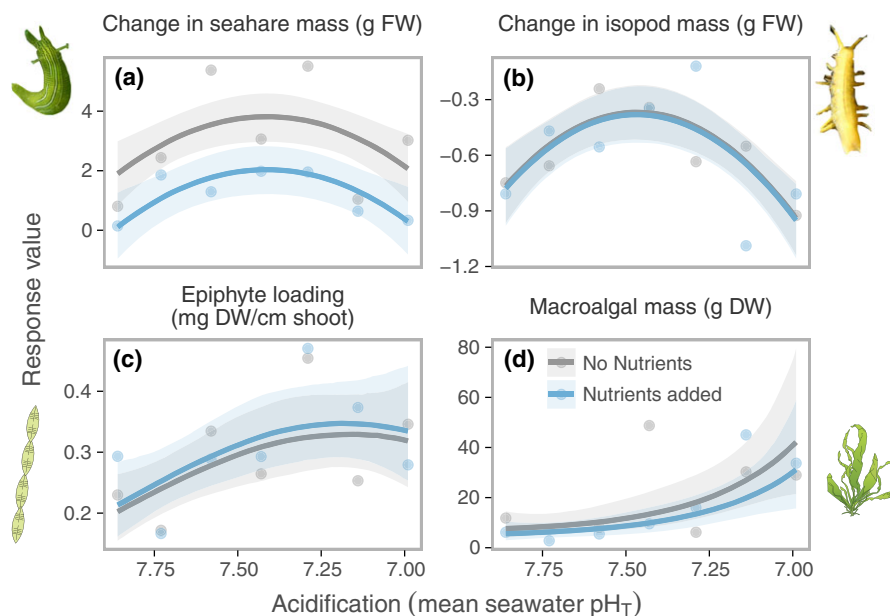 Change in seahare mass (g FW)
Change in isopod mass (g FW)
(a)
4
2
0
(b)
−0.3
−0.6
−0.9
−1.2
Response value
Epiphyte loading
(mg DW/cm shoot)
Macroalgal mass (g DW)
(c)
0.4
0.3
0.2
(d)
80
60
40
20
0
No Nutrients
Nutrients added
7.75 7.50 7.25 7.00
7.75 7.50 7.25 7.00
Acidification (mean seawater pHT)